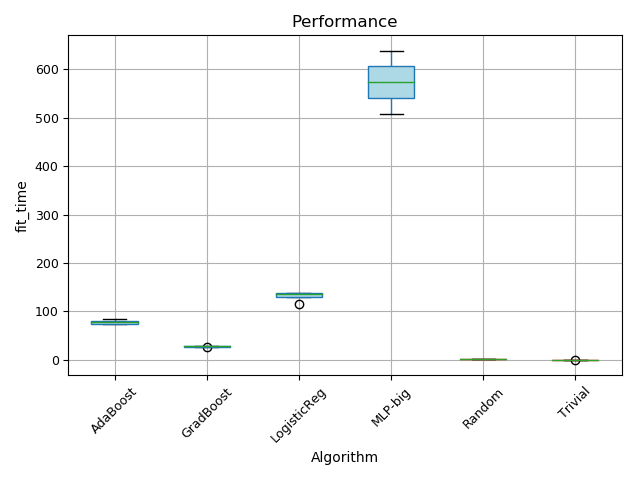 Performance
600
500
400
300
200
100
0
fit_time
AdaBoost
GradBoost
LogisticReg
MLP-big
Random
Trivial
Algorithm